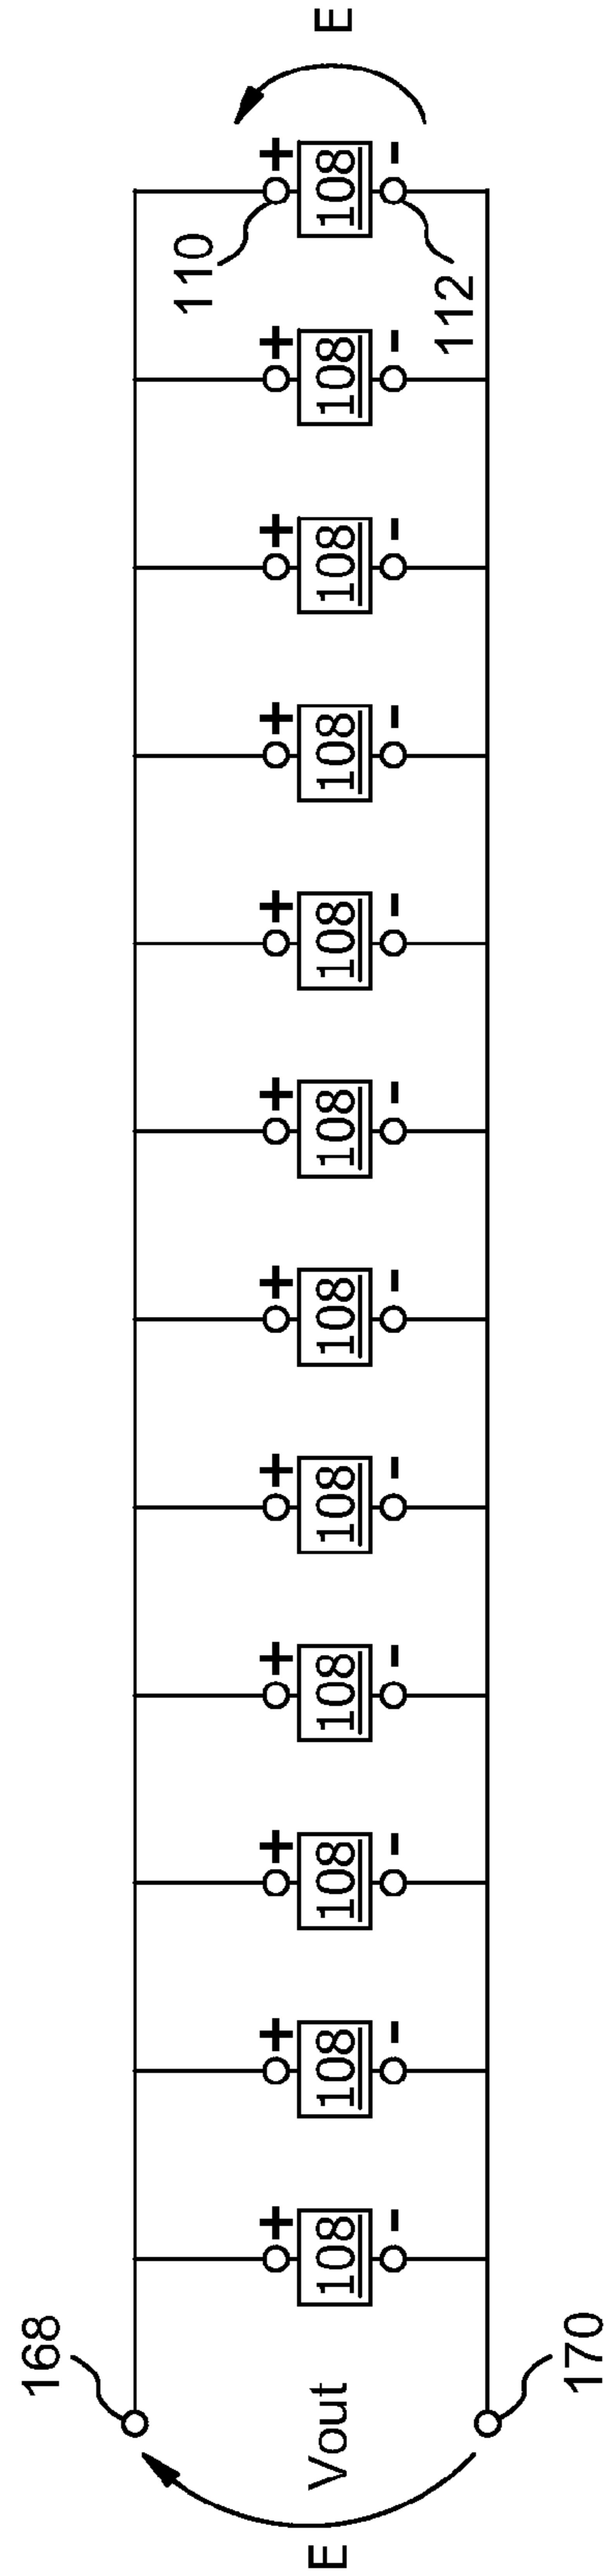 168
110
+ + + + + + + + + + + +
E Vout 108 108 108 108 108 108 108 108 108 108 108 108 E
- - - - - - - - - - - -
112
170